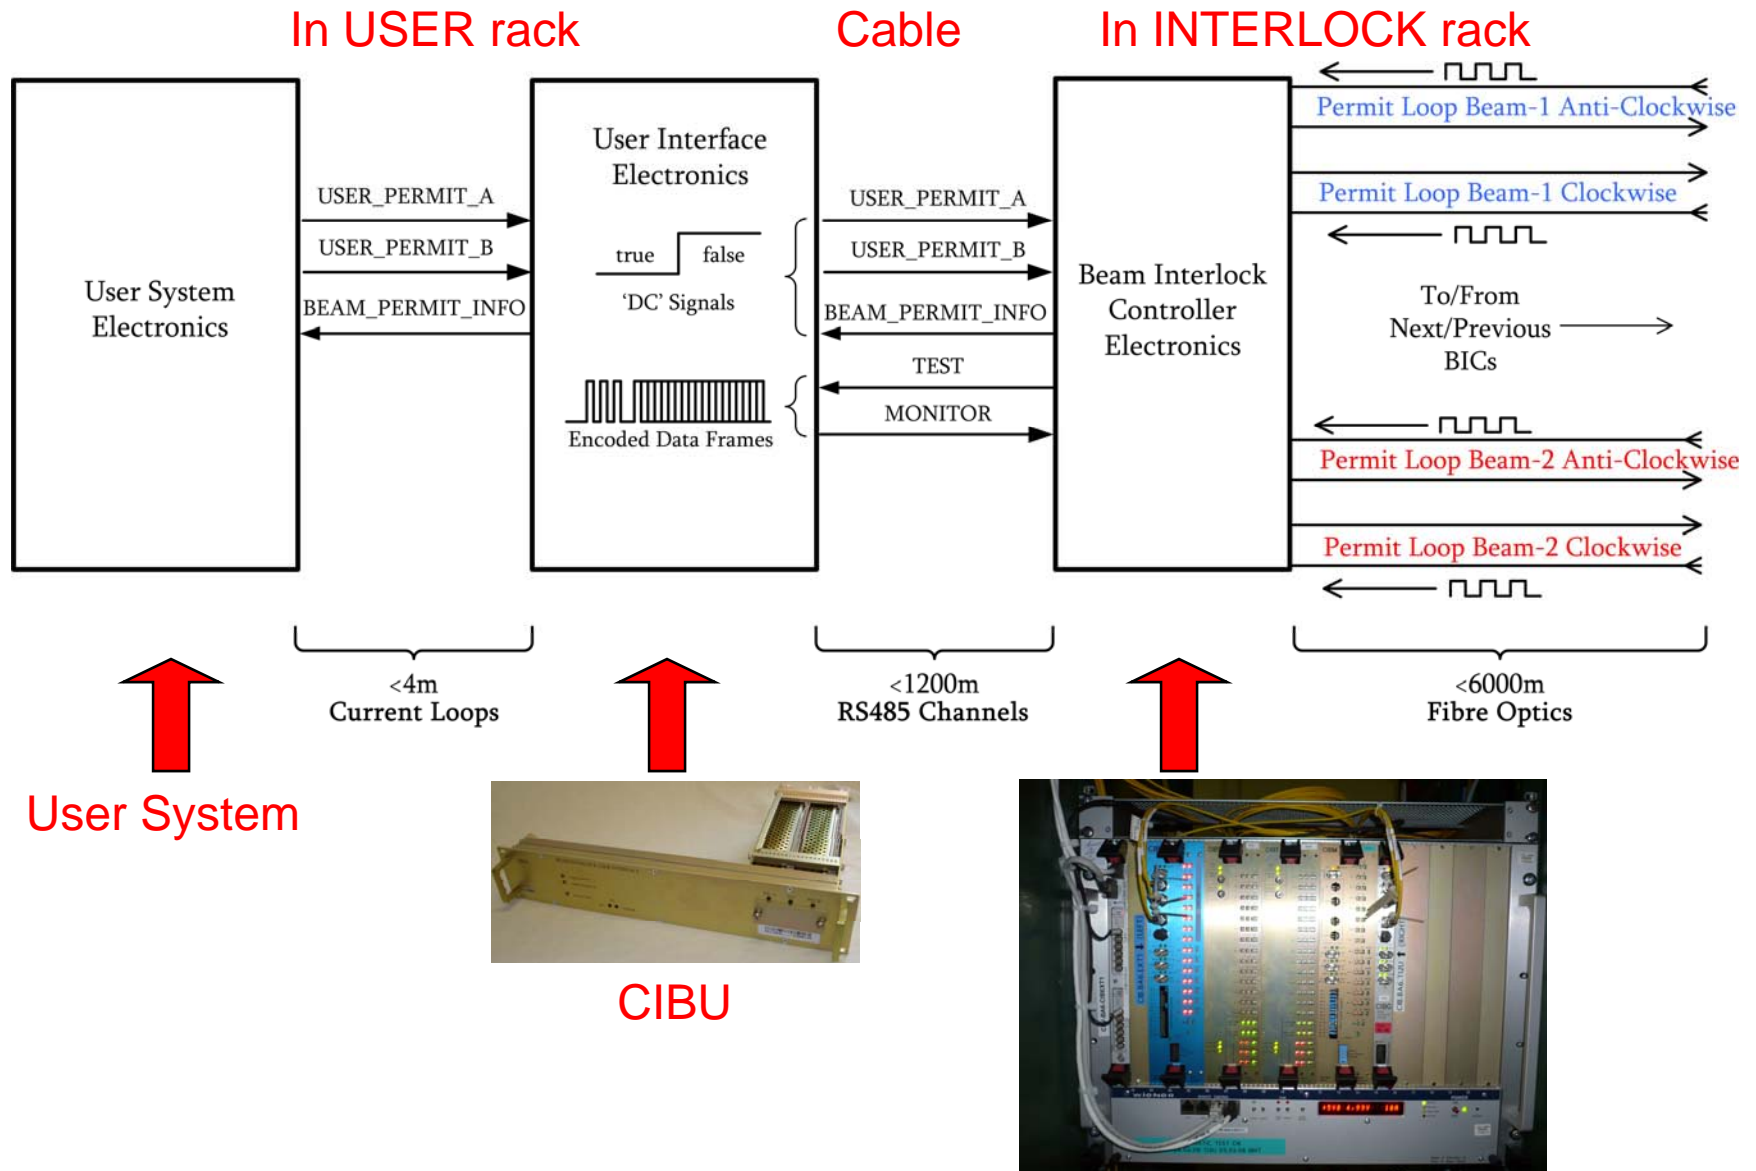 In USER rack
Cable
In INTERLOCK rack
User System
Electronics
USER_PERMIT_A
USER_PERMIT_B
BEAM_PERMIT_INFO
User Interface
Electronics
true
false
‘DC’ Signals
Encoded Data Frames
USER_PERMIT_A
USER_PERMIT_B
BEAM_PERMIT_INFO
TEST
MONITOR
Beam Interlock
Controller
Electronics
Permit Loop Beam-1 Anti-Clockwise
Permit Loop Beam-1 Clockwise
To/From
Next/Previous
BICs
Permit Loop Beam-2 Anti-Clockwise
Permit Loop Beam-2 Clockwise
<4m
Current Loops
<1200m
RS485 Channels
<6000m
Fibre Optics
User System
CIBU